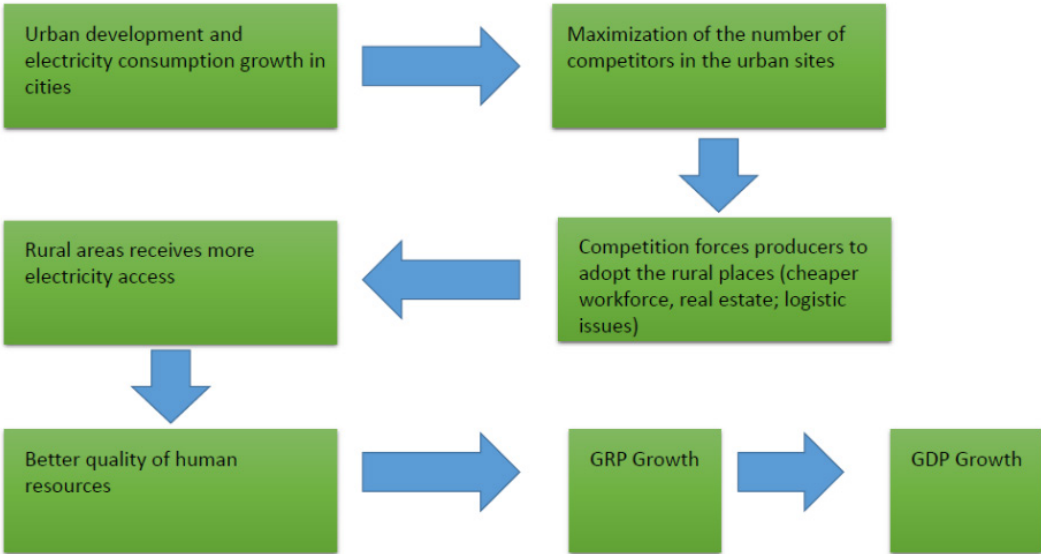 Urban development and
electricity consumption growth in
cities
Maximization of the number of
competitors in the urban sites
Competition forces producers to
adopt the rural places (cheaper
workforce, real estate; logistic
issues)
Rural areas receives more
electricity access
Better quality of human
resources
GRP Growth
GDP Growth